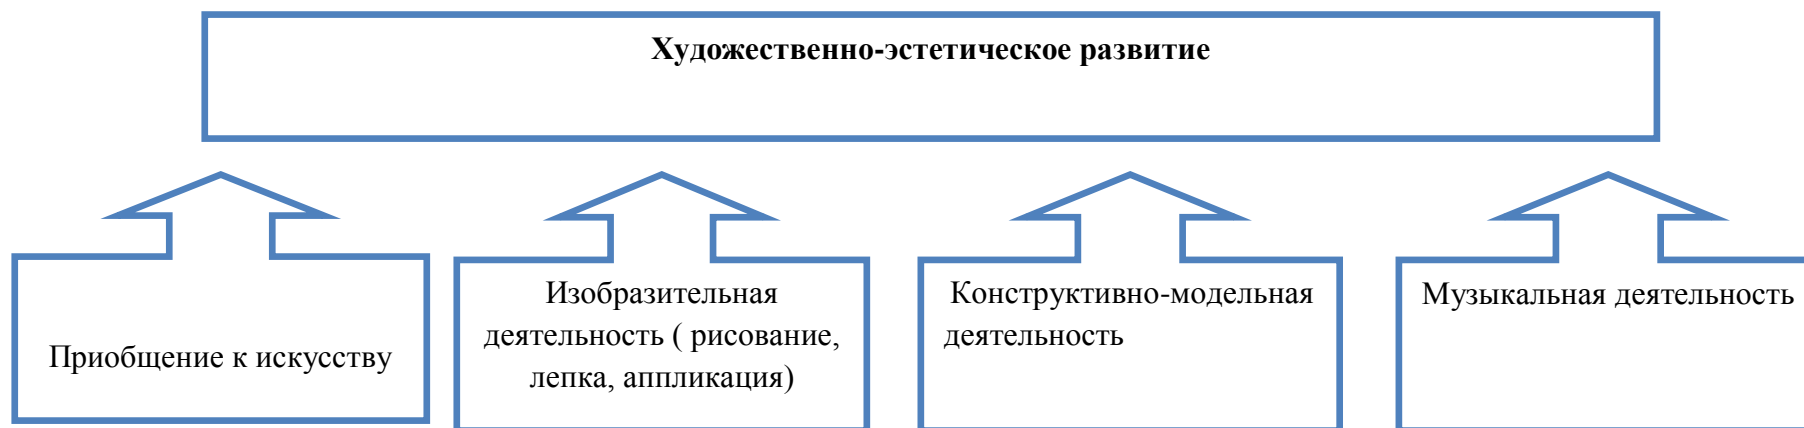 Художественно-эстетическое развитие
Приобщение к искусству
Изобразительная
деятельность ( рисование,
лепка, аппликация)
Конструктивно-модельная
деятельность
Музыкальная деятельность